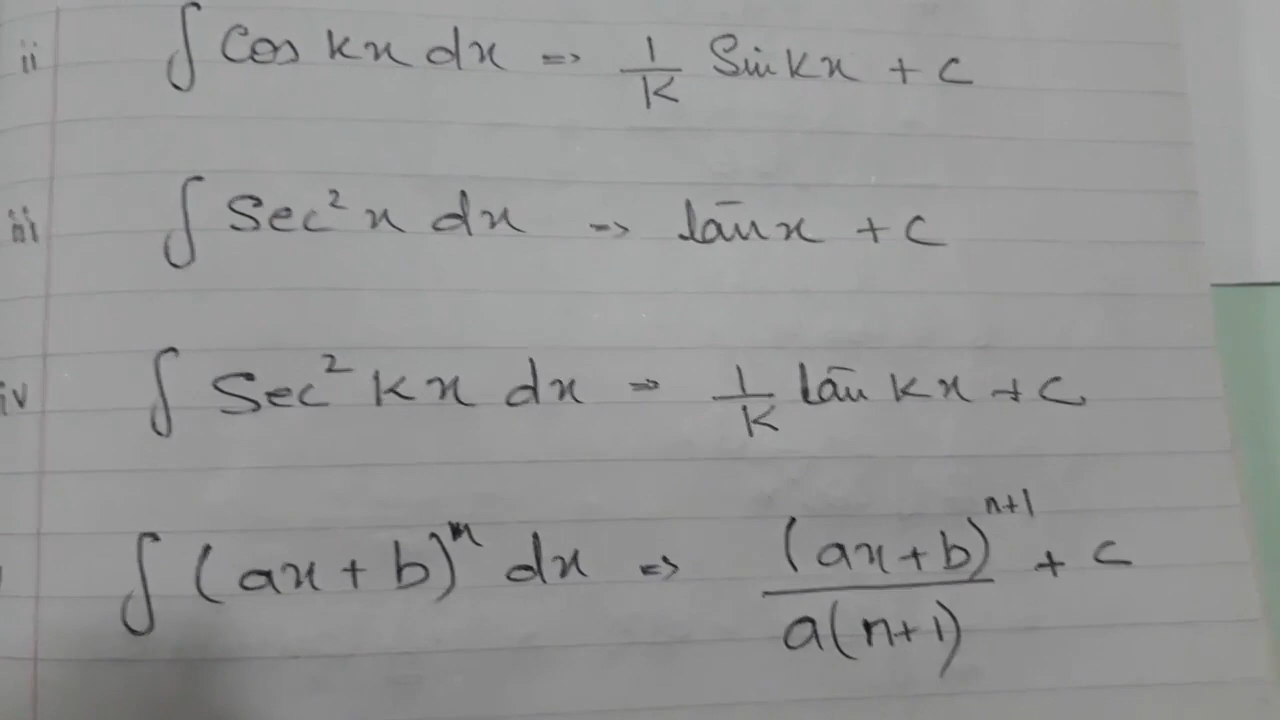 ii ∫ Cos kx dx => 1/K Sin kx + c
iii ∫ Sec² x dx => tan x + c
iv ∫ Sec² kx dx => 1/K tan kx + c
∫ (ax + b)ⁿ dx => (ax + b)ⁿ⁺¹ / a(n+1) + c